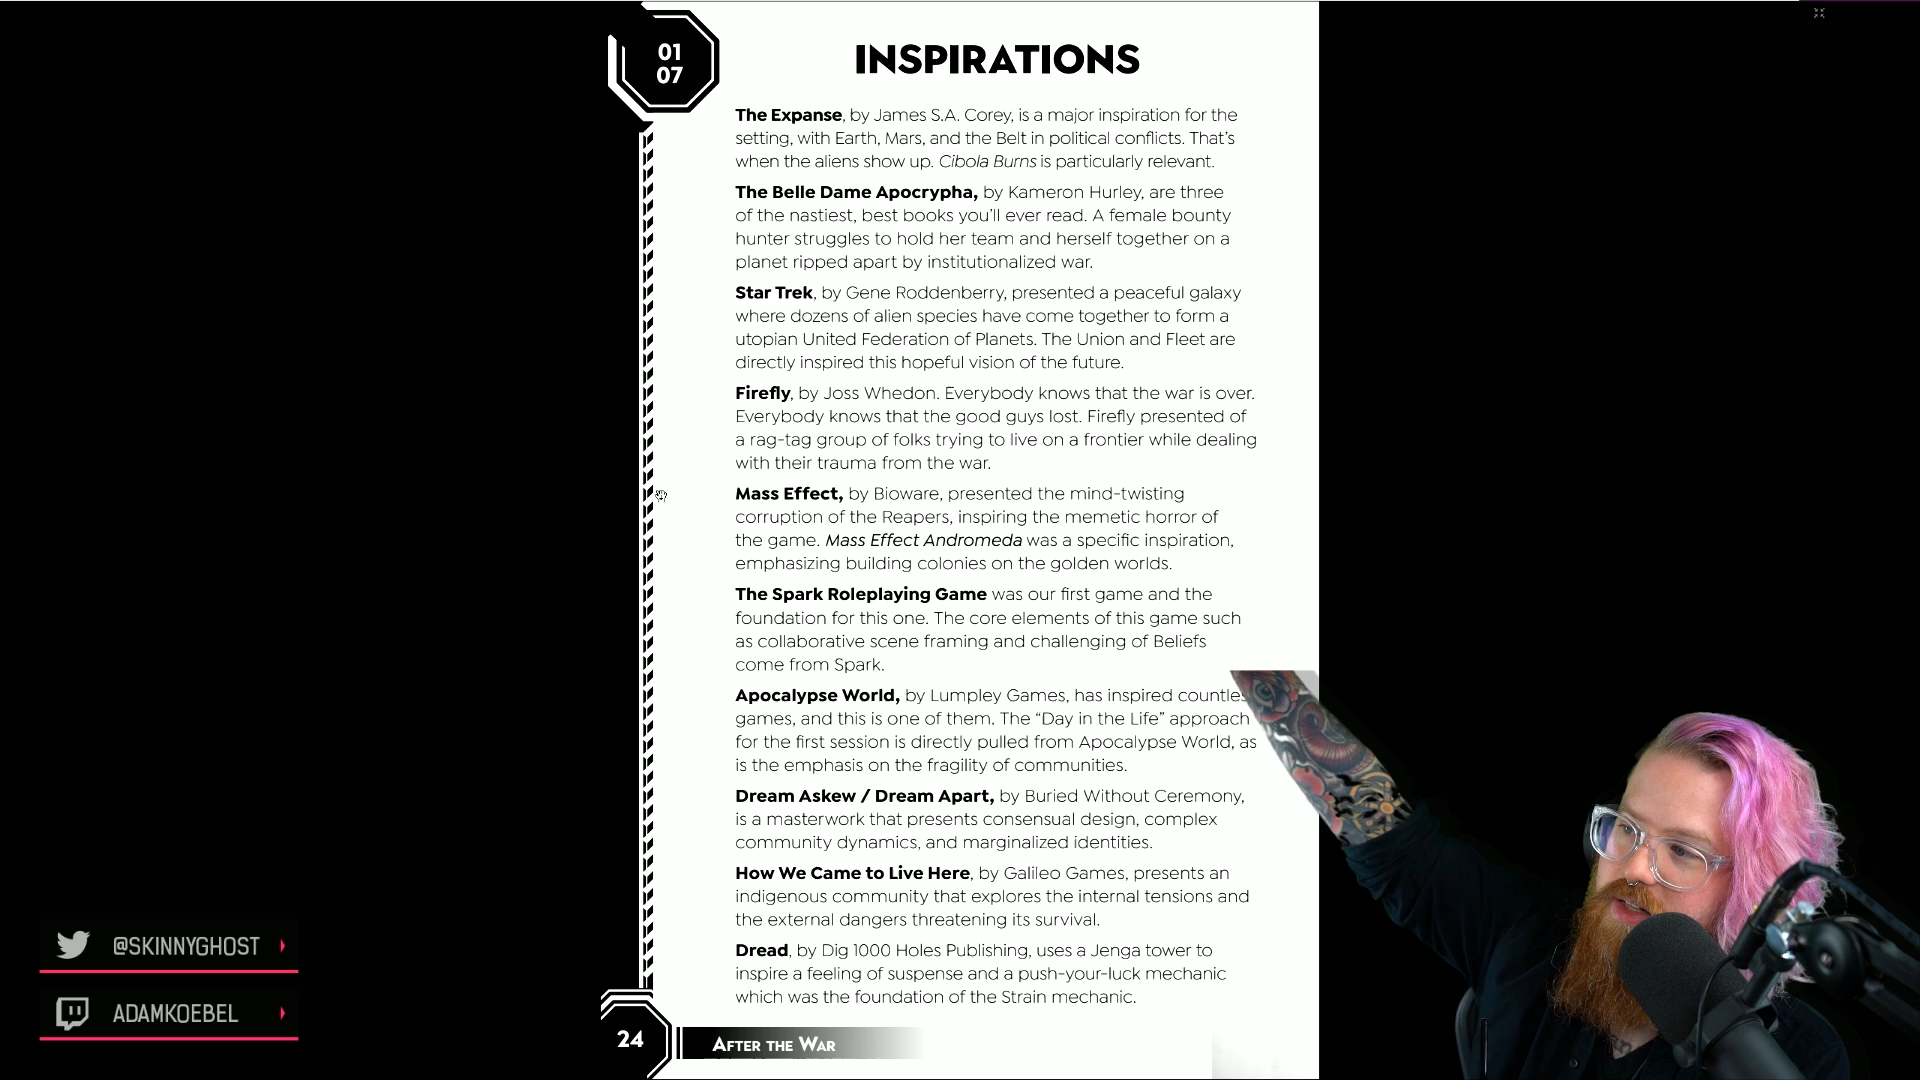 01
07
INSPIRATIONS
The Expanse, by James S.A. Corey, is a major inspiration for the
setting, with Earth, Mars, and the Belt in political conflicts. That's
when the aliens show up. Cibola Burns is particularly relevant.
The Belle Dame Apocrypha, by Kameron Hurley, are three
of the nastiest, best books you'll ever read. A female bounty
hunter struggles to hold her team and herself together on a
planet ripped apart by institutionalized war.
Star Trek, by Gene Roddenberry, presented a peaceful galaxy
where dozens of alien species have come together to form a
utopian United Federation of Planets. The Union and Fleet are
directly inspired this hopeful vision of the future.
Firefly, by Joss Whedon. Everybody knows that the war is over.
Everybody knows that the good guys lost. Firefly presented of
a rag-tag group of folks trying to live on a frontier while dealing
with their trauma from the war.
Mass Effect, by Bioware, presented the mind-twisting
corruption of the Reapers, inspiring the memetic horror of
the game. Mass Effect Andromeda was a specific inspiration,
emphasizing building colonies on the golden worlds.
The Spark Roleplaying Game was our first game and the
foundation for this one. The core elements of this game such
as collaborative scene framing and challenging of Beliefs
come from Spark.
Apocalypse World, by Lumpley Games, has inspired countles
games, and this is one of them. The “Day in the Life” approach
for the first session is directly pulled from Apocalypse World, as
is the emphasis on the fragility of communities.
Dream Askew / Dream Apart, by Buried Without Ceremony,
is a masterwork that presents consensual design, complex
community dynamics, and marginalized identities.
How We Came to Live Here, by Galileo Games, presents an
indigenous community that explores the internal tensions and
the external dangers threatening its survival.
Dread, by Dig 1000 Holes Publishing, uses a Jenga tower to
inspire a feeling of suspense and a push-your-luck mechanic
which was the foundation of the Strain mechanic.
24
AFTER THE WAR
@SKINNYGHOST
ADAMKOEBEL